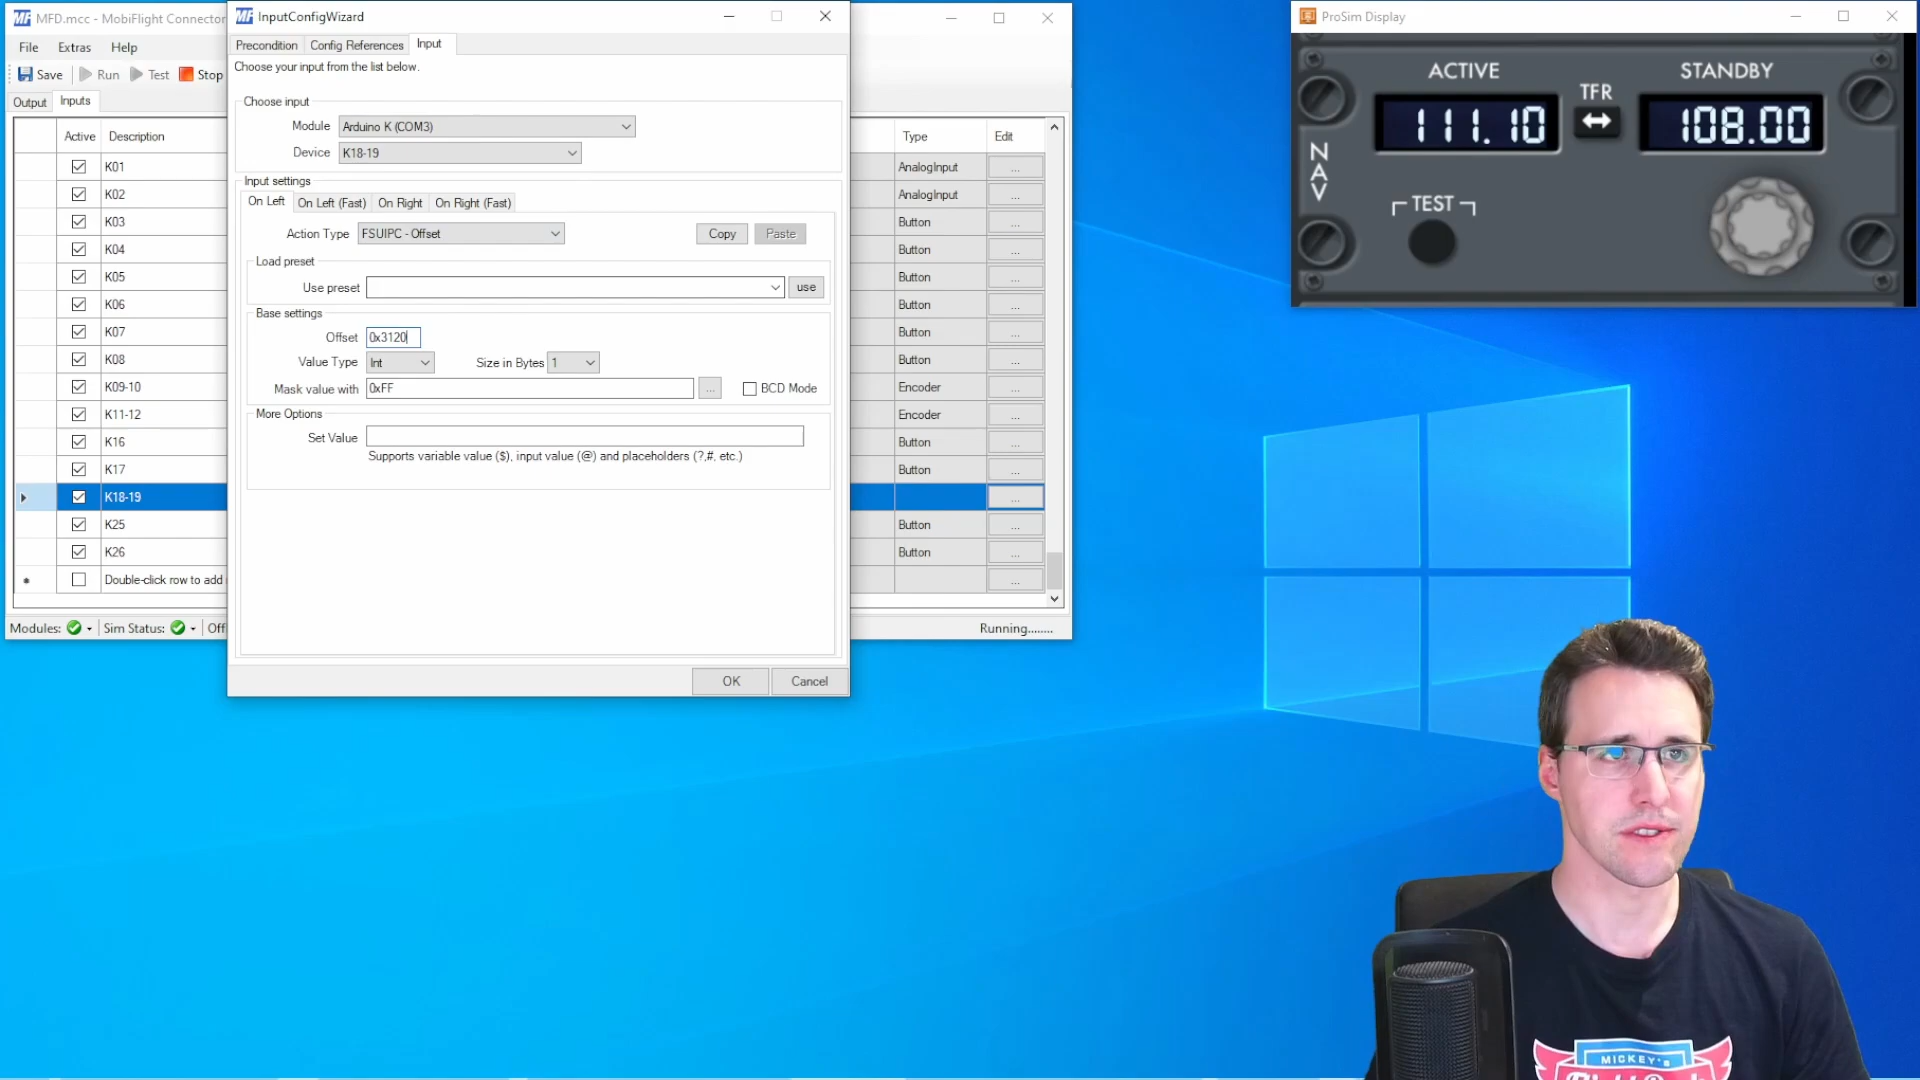 MFD.mcc - MobiFlight Connector
File Extras Help
Save Run Test Stop
Output Inputs
Active Description
K01
K02
K03
K04
K05
K06
K07
K08
K09-10
K11-12
K16
K17
K18-19
K25
K26
Double-click row to add
Modules: Sim Status: Off
InputConfigWizard
Precondition Config References Input
Choose your input from the list below.
Choose input
Module Arduino K (COM3)
Device K18-19
Input settings
On Left On Left (Fast) On Right On Right (Fast)
Action Type FSUIPC - Offset Copy Paste
Load preset
Use preset use
Base settings
Offset 0x3120
Value Type Int Size in Bytes 1
Mask value with 0xFF ... BCD Mode
More Options
Set Value
Supports variable value ($), input value (@) and placeholders (?,#, etc.)
OK Cancel
Type Edit
AnalogInput ...
AnalogInput ...
Button ...
Button ...
Button ...
Button ...
Button ...
Button ...
Encoder ...
Encoder ...
Button ...
Button ...
...
Button ...
Button ...
...
Running........
ProSim Display
ACTIVE TFR STANDBY
111.10 108.00
NAV
TEST
MICKEY'S